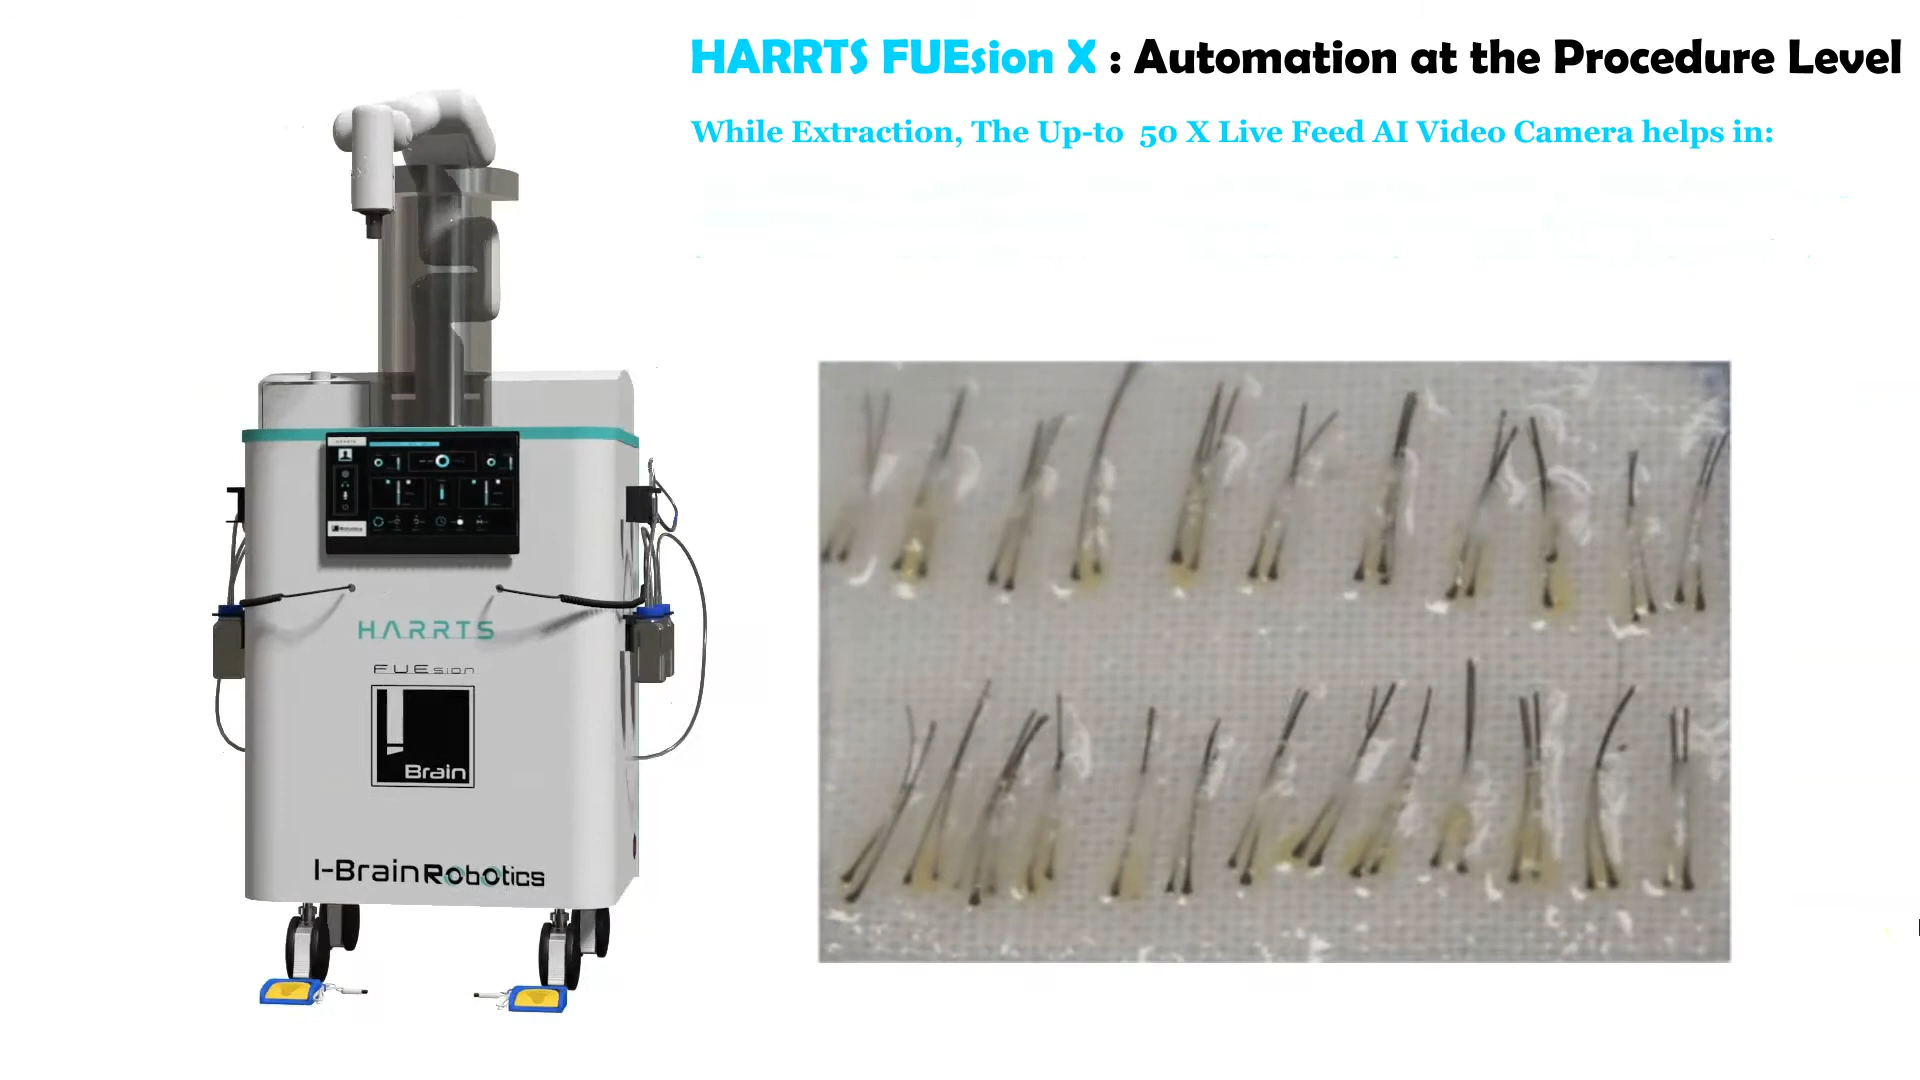 HARRTS FUEsion X : Automation at the Procedure Level
While Extraction, The Up-to 50 X Live Feed AI Video Camera helps in:
HARRTS
FUEsion
Brain
I-BrainRobotics